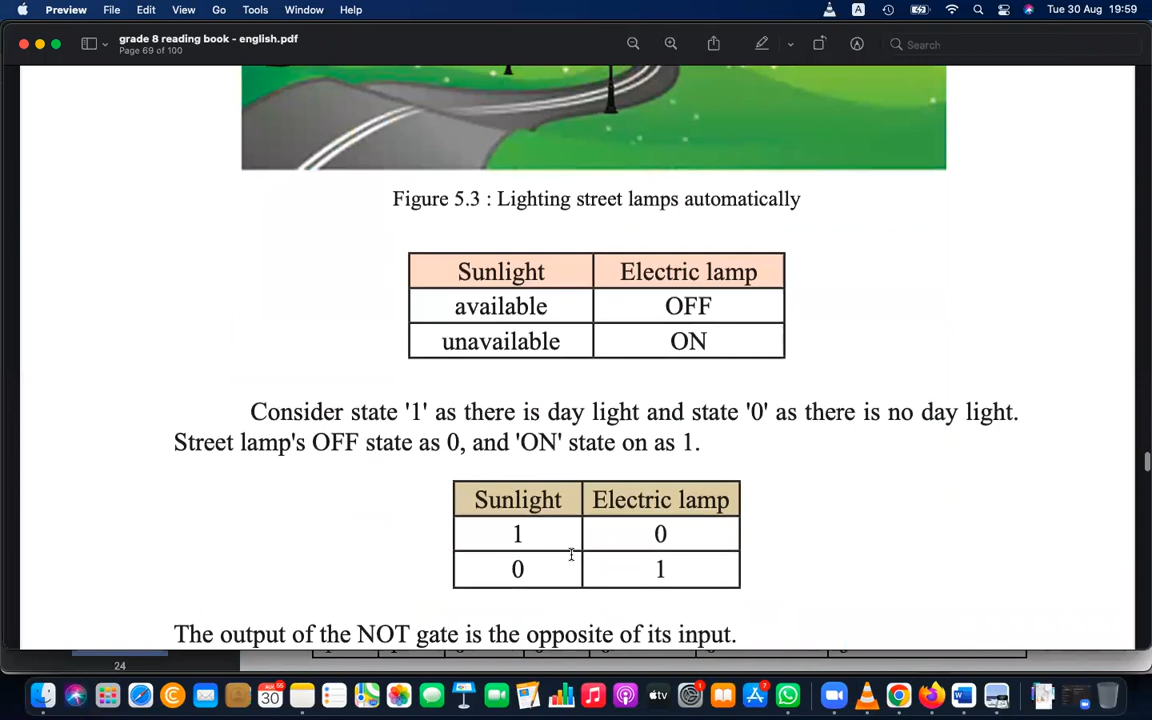 Preview File Edit View Go Tools Window Help
A
Tue 30 Aug 19:59
grade 8 reading book - english.pdf
Page 69 of 100
Search
Figure 5.3 : Lighting street lamps automatically
Sunlight Electric lamp
available OFF
unavailable ON
Consider state '1' as there is day light and state '0' as there is no day light.
Street lamp's OFF state as 0, and 'ON' state on as 1.
Sunlight Electric lamp
1 0
0 1
The output of the NOT gate is the opposite of its input.
24